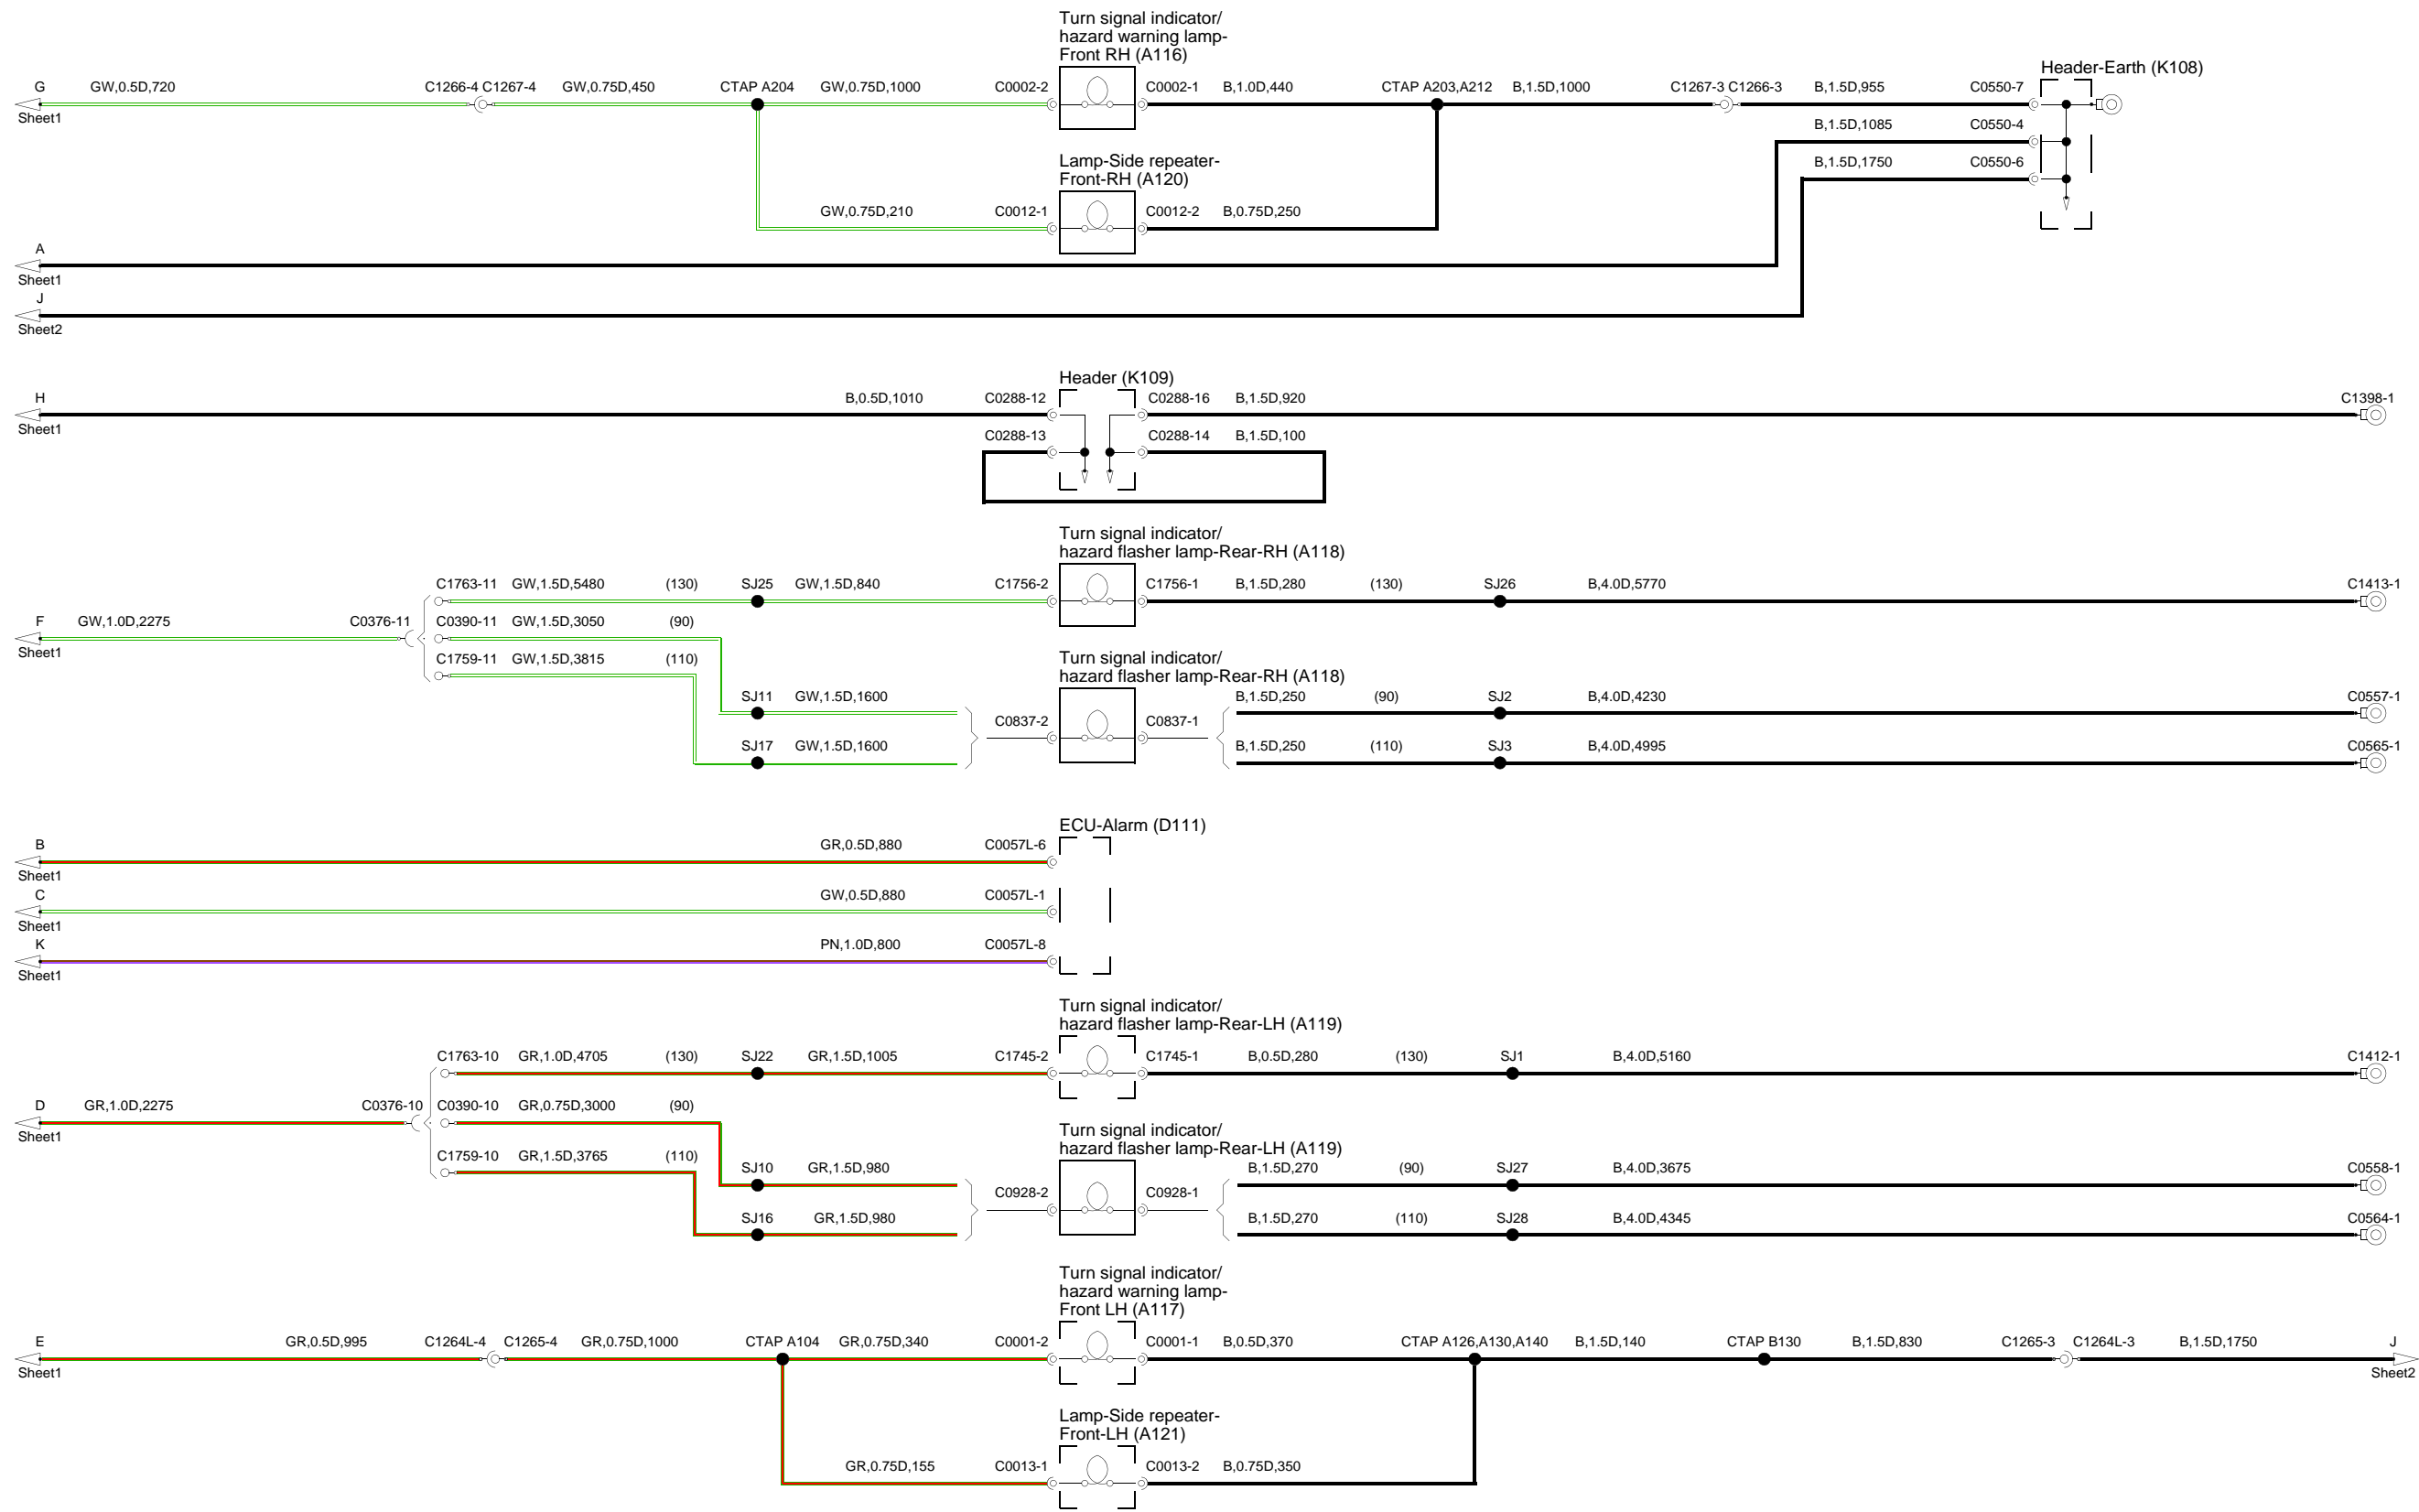 Turn signal indicator/
hazard warning lamp-
Front RH (A116)
Header-Earth (K108)
G GW,0.5D,720 C1266-4 C1267-4 GW,0.75D,450 CTAP A204 GW,0.75D,1000 C0002-2 C0002-1 B,1.0D,440 CTAP A203,A212 B,1.5D,1000 C1267-3 C1266-3 B,1.5D,955 C0550-7
Sheet1
B,1.5D,1085 C0550-4
Lamp-Side repeater-
Front-RH (A120)
B,1.5D,1750 C0550-6
GW,0.75D,210 C0012-1 C0012-2 B,0.75D,250
A
Sheet1
J
Sheet2
Header (K109)
H B,0.5D,1010 C0288-12 C0288-16 B,1.5D,920 C1398-1
Sheet1
C0288-13 C0288-14 B,1.5D,100
Turn signal indicator/
hazard flasher lamp-Rear-RH (A118)
C1763-11 GW,1.5D,5480 (130) SJ25 GW,1.5D,840 C1756-2 C1756-1 B,1.5D,280 (130) SJ26 B,4.0D,5770 C1413-1
F GW,1.0D,2275 C0376-11 C0390-11 GW,1.5D,3050 (90)
Sheet1
C1759-11 GW,1.5D,3815 (110)
Turn signal indicator/
hazard flasher lamp-Rear-RH (A118)
SJ11 GW,1.5D,1600 B,1.5D,250 (90) SJ2 B,4.0D,4230 C0557-1
C0837-2 C0837-1
SJ17 GW,1.5D,1600 B,1.5D,250 (110) SJ3 B,4.0D,4995 C0565-1
ECU-Alarm (D111)
B GR,0.5D,880 C0057L-6
Sheet1
C GW,0.5D,880 C0057L-1
Sheet1
K PN,1.0D,800 C0057L-8
Sheet1
Turn signal indicator/
hazard flasher lamp-Rear-LH (A119)
C1763-10 GR,1.0D,4705 (130) SJ22 GR,1.5D,1005 C1745-2 C1745-1 B,0.5D,280 (130) SJ1 B,4.0D,5160 C1412-1
D GR,1.0D,2275 C0376-10 C0390-10 GR,0.75D,3000 (90)
Sheet1
Turn signal indicator/
hazard flasher lamp-Rear-LH (A119)
C1759-10 GR,1.5D,3765 (110)
SJ10 GR,1.5D,980 B,1.5D,270 (90) SJ27 B,4.0D,3675 C0558-1
C0928-2 C0928-1
SJ16 GR,1.5D,980 B,1.5D,270 (110) SJ28 B,4.0D,4345 C0564-1
Turn signal indicator/
hazard warning lamp-
Front LH (A117)
E GR,0.5D,995 C1264L-4 C1265-4 GR,0.75D,1000 CTAP A104 GR,0.75D,340 C0001-2 C0001-1 B,0.5D,370 CTAP A126,A130,A140 B,1.5D,140 CTAP B130 B,1.5D,830 C1265-3 C1264L-3 B,1.5D,1750 J
Sheet1 Sheet2
Lamp-Side repeater-
Front-LH (A121)
GR,0.75D,155 C0013-1 C0013-2 B,0.75D,350